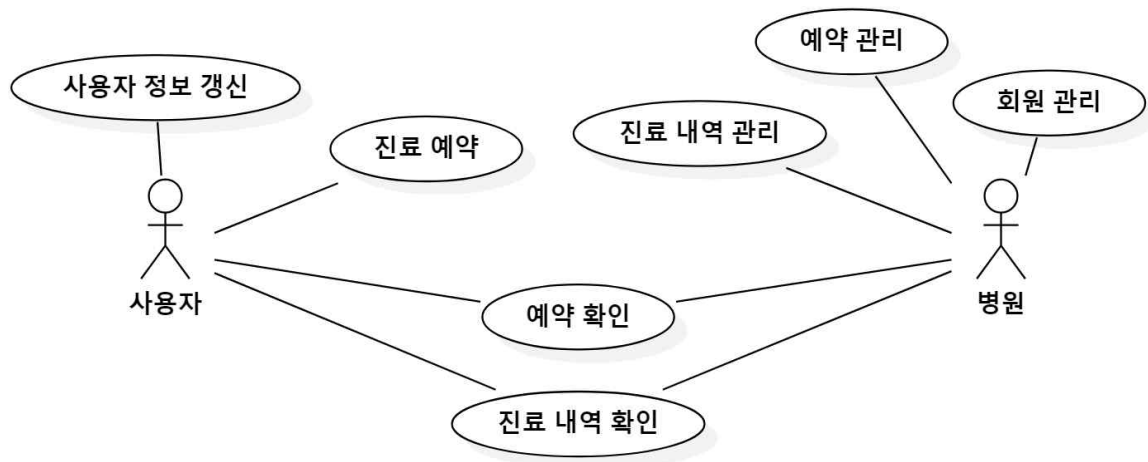 예약 관리
사용자 정보 갱신
회원 관리
진료 예약
진료 내역 관리
사용자
병원
예약 확인
진료 내역 확인